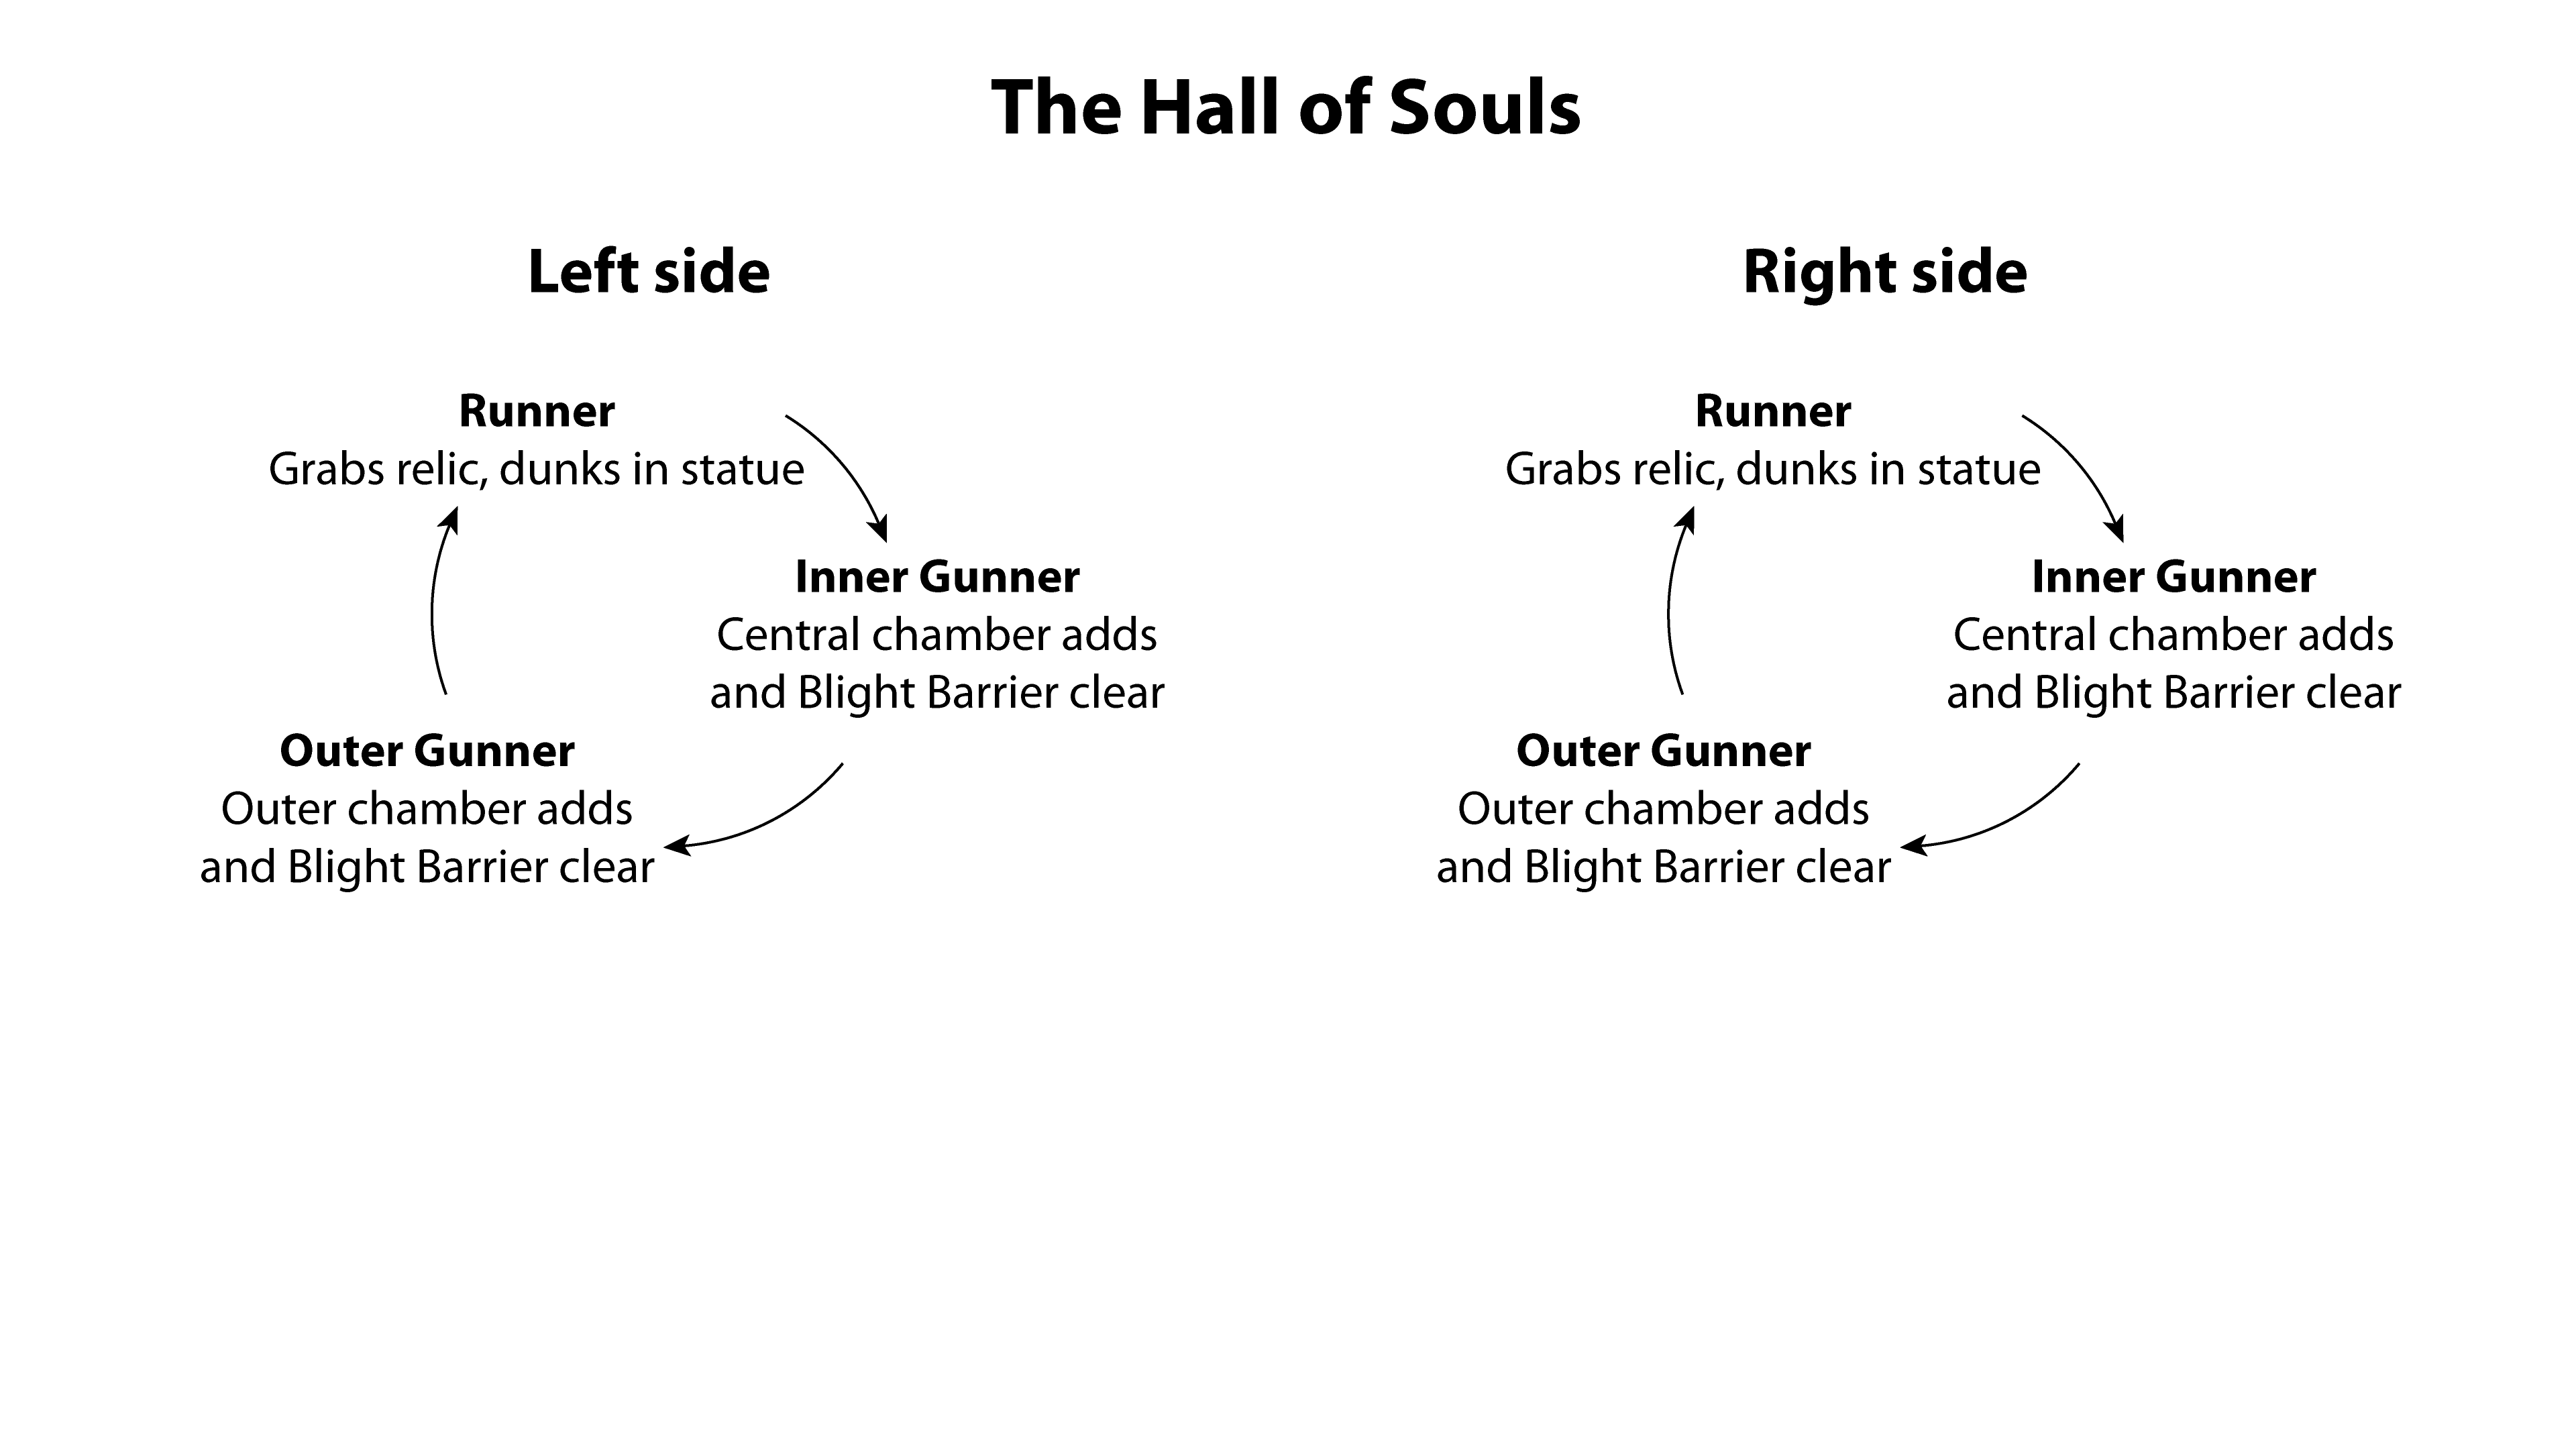 The Hall of Souls
Left side
Runner
Grabs relic, dunks in statue
Inner Gunner
Central chamber adds
and Blight Barrier clear
Outer Gunner
Outer chamber adds
and Blight Barrier clear
Right side
Runner
Grabs relic, dunks in statue
Inner Gunner
Central chamber adds
and Blight Barrier clear
Outer Gunner
Outer chamber adds
and Blight Barrier clear